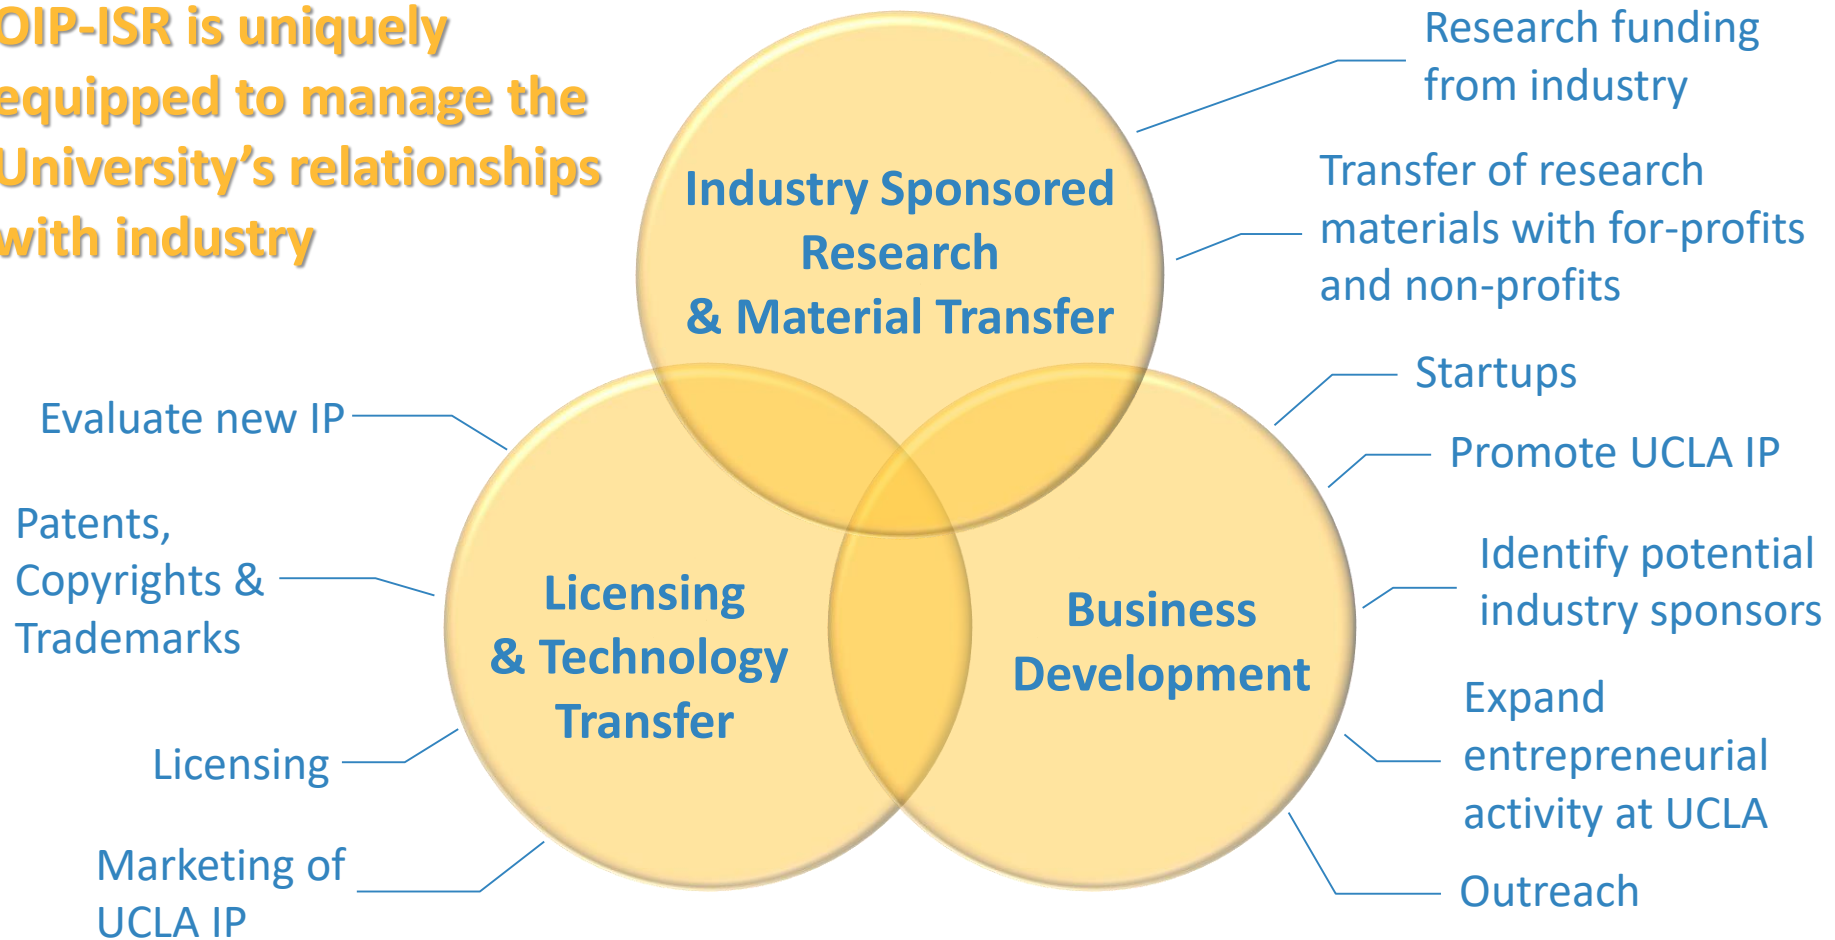 OIP-ISR is uniquely
equipped to manage the
University’s relationships
with industry
Industry Sponsored
Research
& Material Transfer
Research funding
from industry
Transfer of research
materials with for-profits
and non-profits
Licensing
& Technology
Transfer
Evaluate new IP
Patents,
Copyrights &
Trademarks
Licensing
Marketing of
UCLA IP
Business
Development
Startups
Promote UCLA IP
Identify potential
industry sponsors
Expand
entrepreneurial
activity at UCLA
Outreach